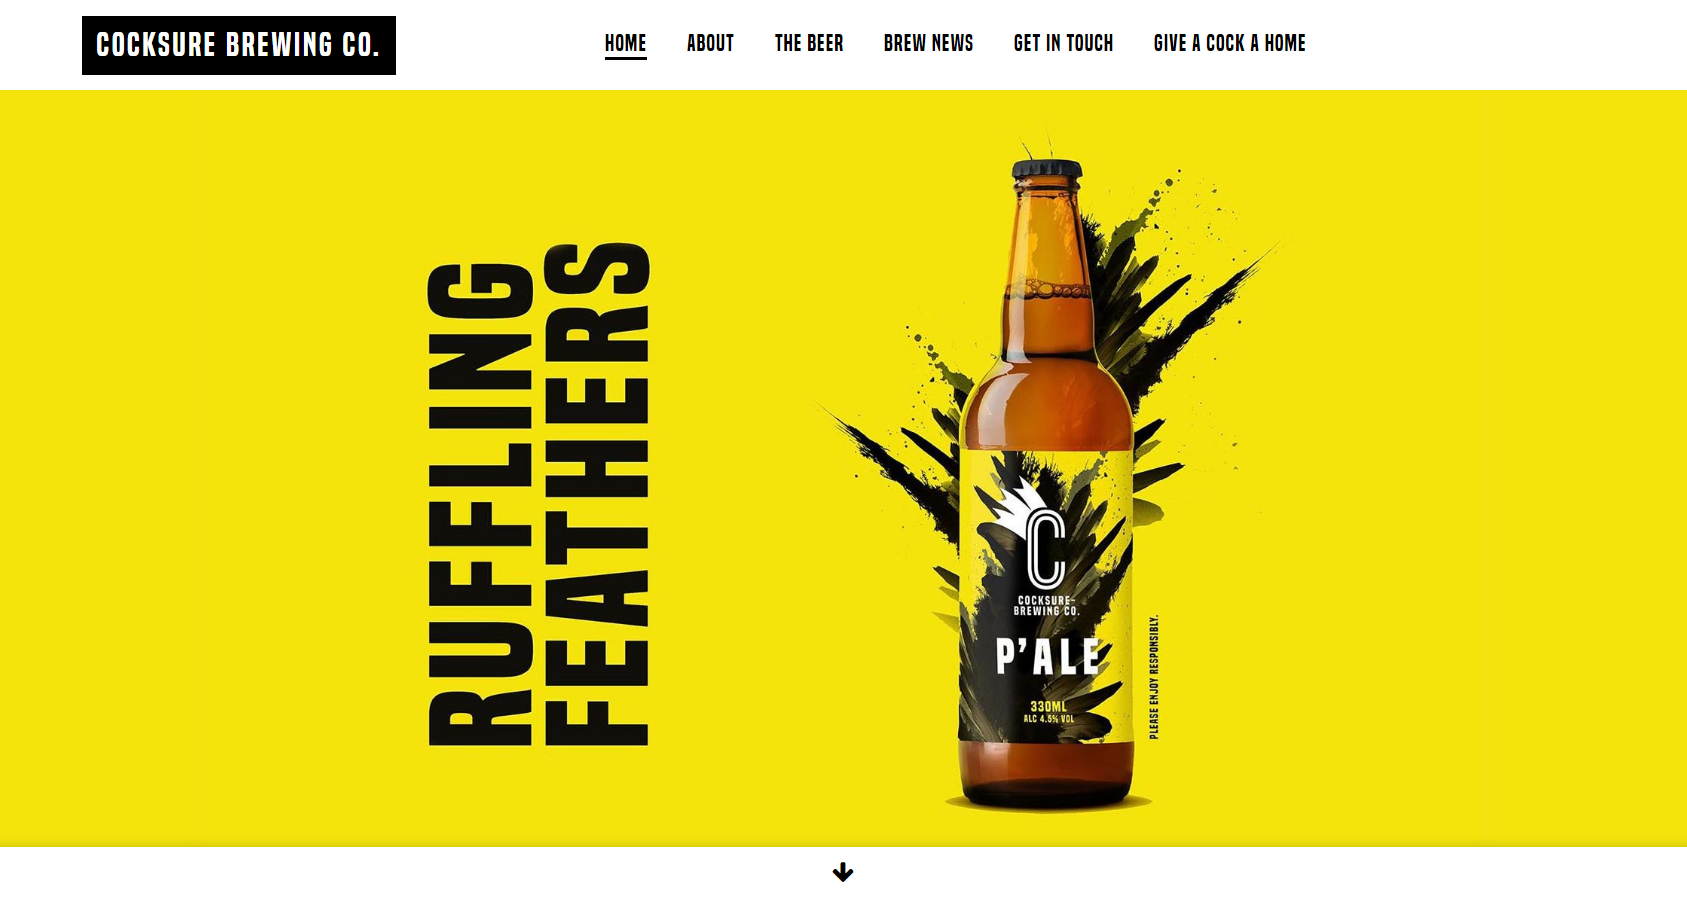 COCKSURE BREWING CO.
HOME
ABOUT
THE BEER
BREW NEWS
GET IN TOUCH
GIVE A COCK A HOME
RUFFLING
FEATHERS
C
COCKSURE-
BREWING CO.
P'ALE
330ML
ALC 4.5% VOL
PLEASE ENJOY RESPONSIBLY.